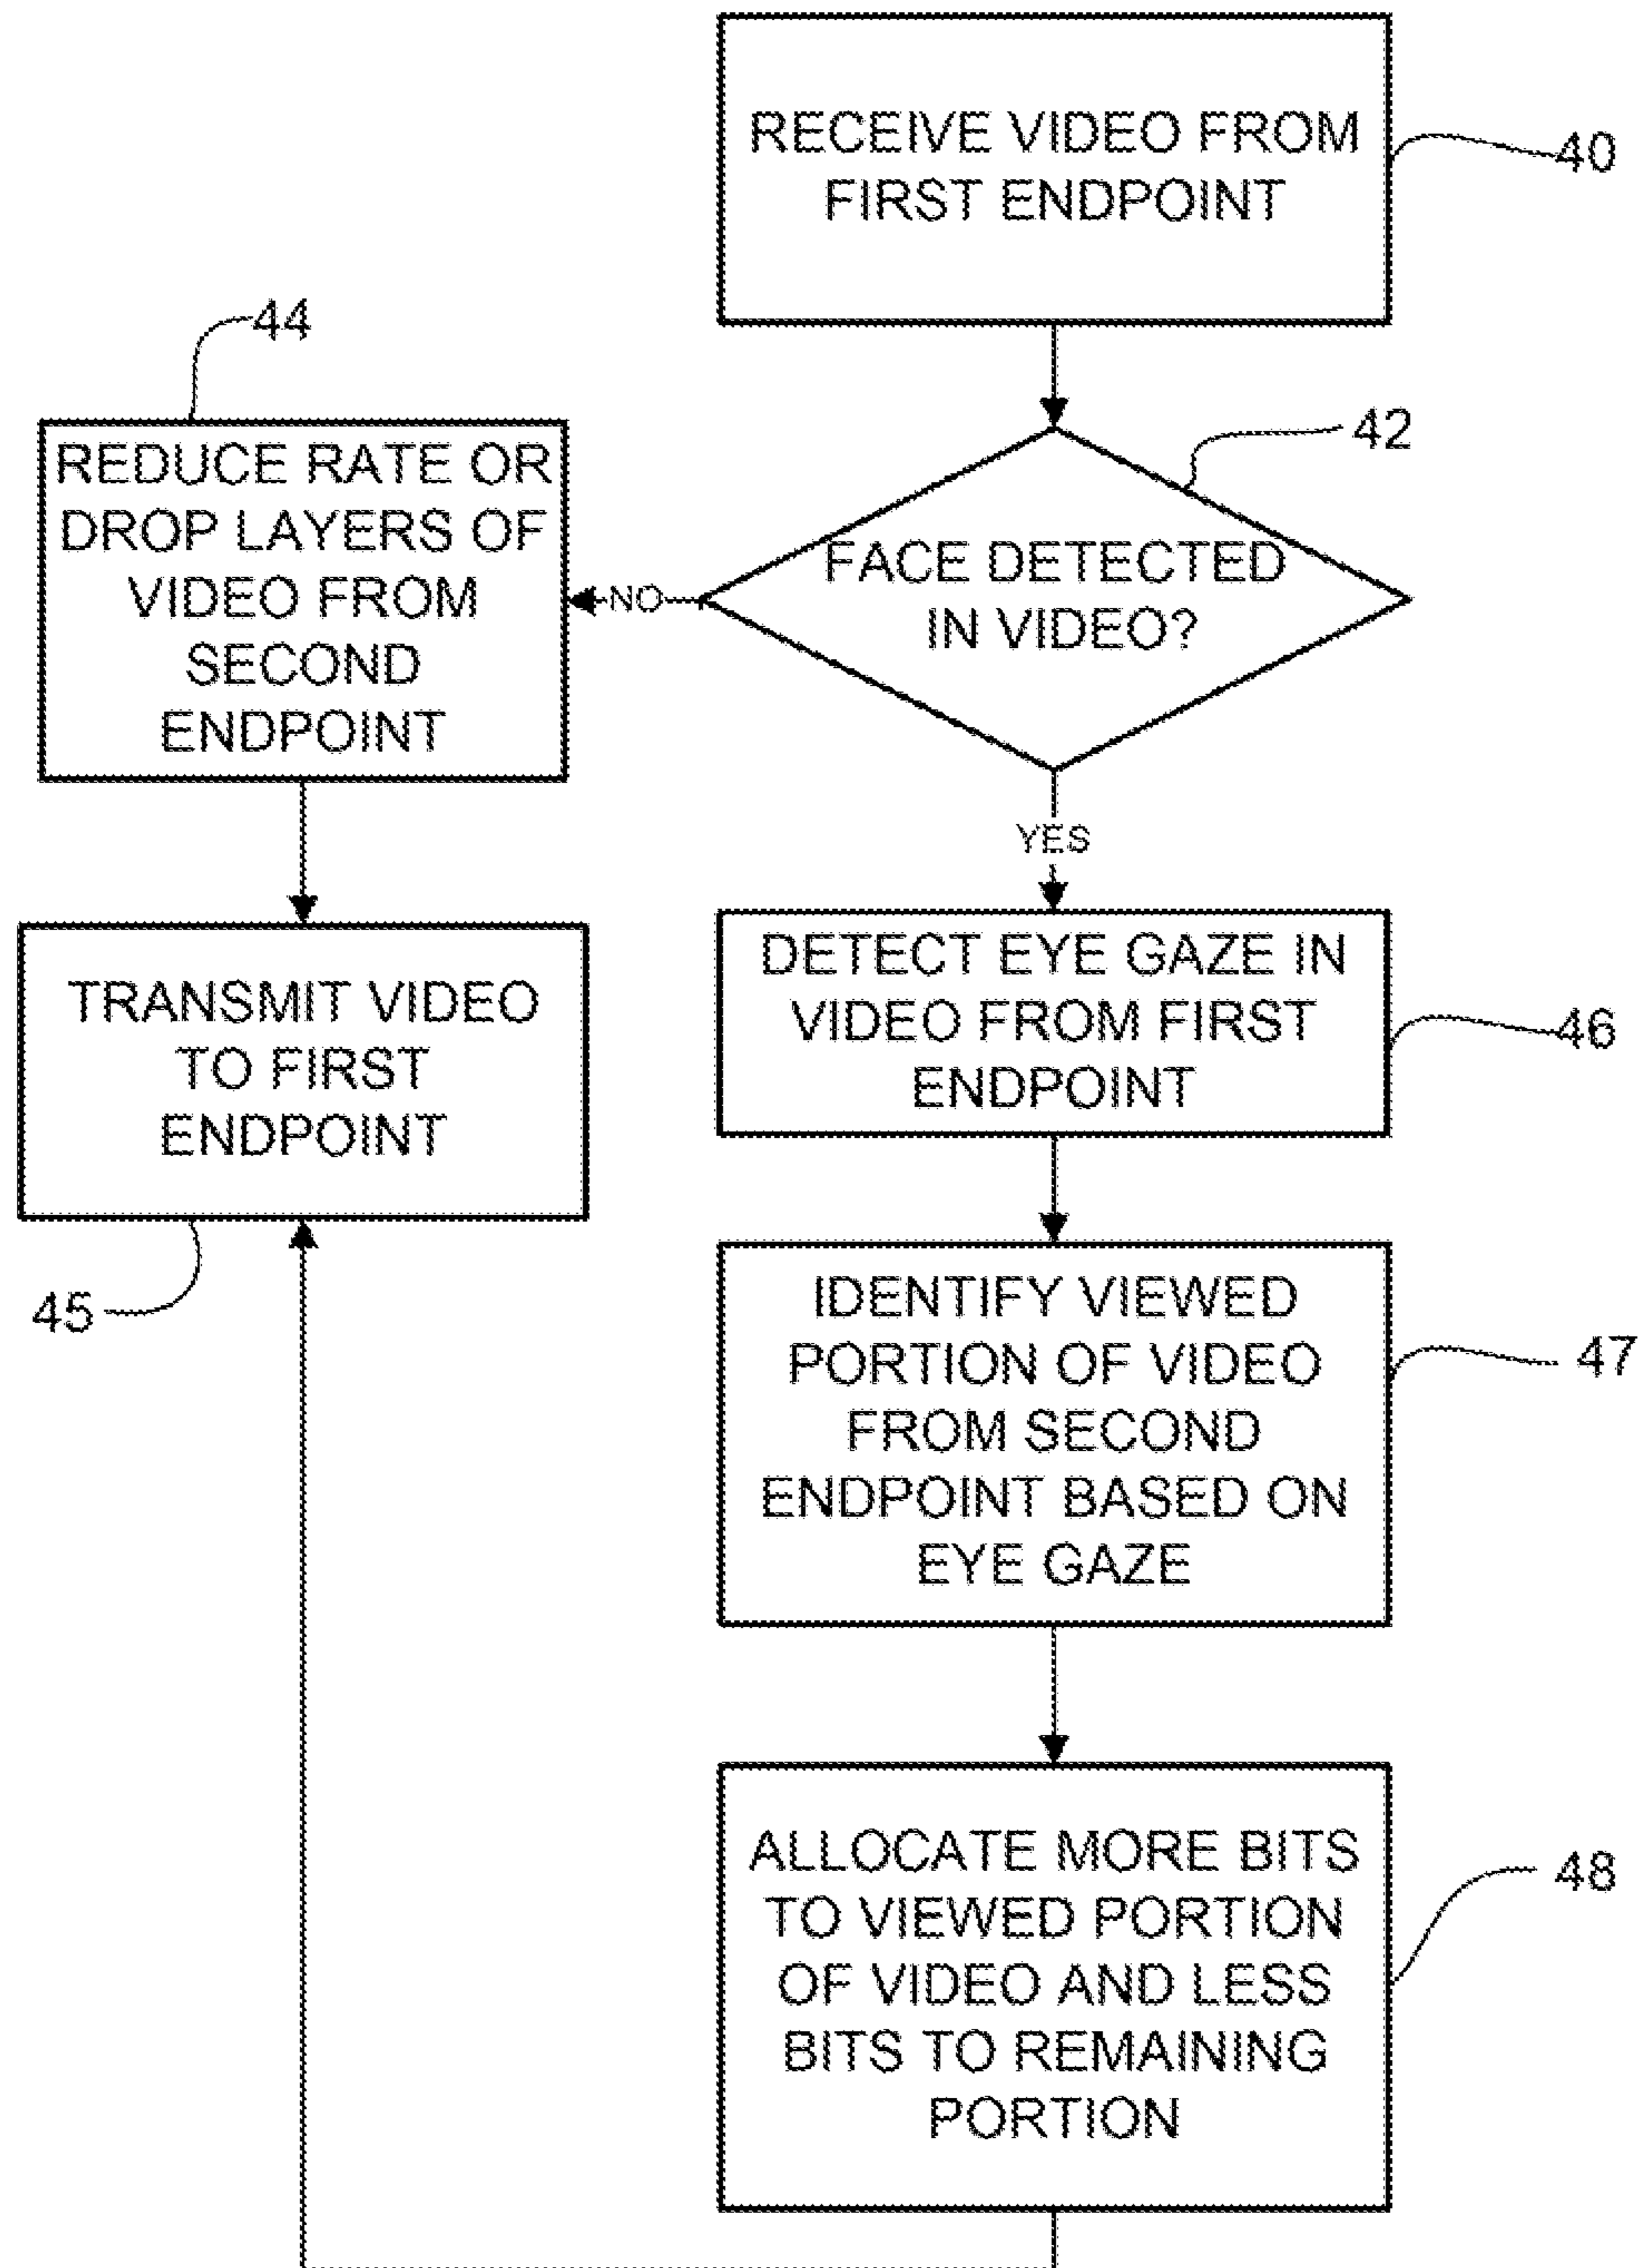 RECEIVE VIDEO FROM
FIRST ENDPOINT
40
44
42
REDUCE RATE OR
DROP LAYERS OF
VIDEO FROM
SECOND
ENDPOINT
NO
FACE DETECTED
IN VIDEO?
YES
TRANSMIT VIDEO
TO FIRST
ENDPOINT
45
DETECT EYE GAZE IN
VIDEO FROM FIRST
ENDPOINT
46
IDENTIFY VIEWED
PORTION OF VIDEO
FROM SECOND
ENDPOINT BASED ON
EYE GAZE
47
ALLOCATE MORE BITS
TO VIEWED PORTION
OF VIDEO AND LESS
BITS TO REMAINING
PORTION
48